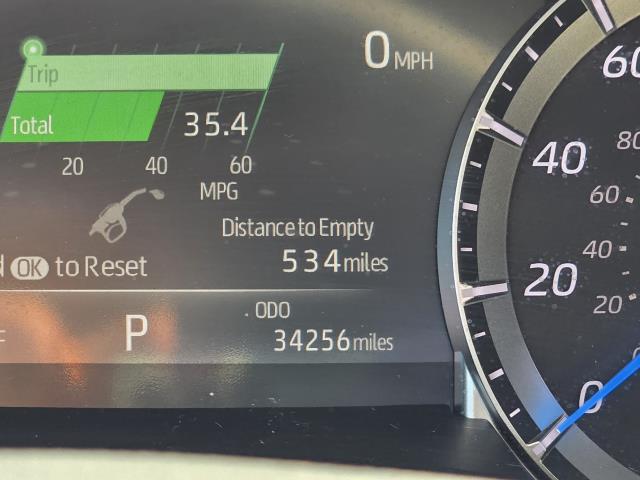 0 MPH
Trip
Total 35.4
20 40 60
MPG
Distance to Empty
534 miles
OK to Reset
ODO
P
34256 miles
60
80
40
60
40
20
20
0